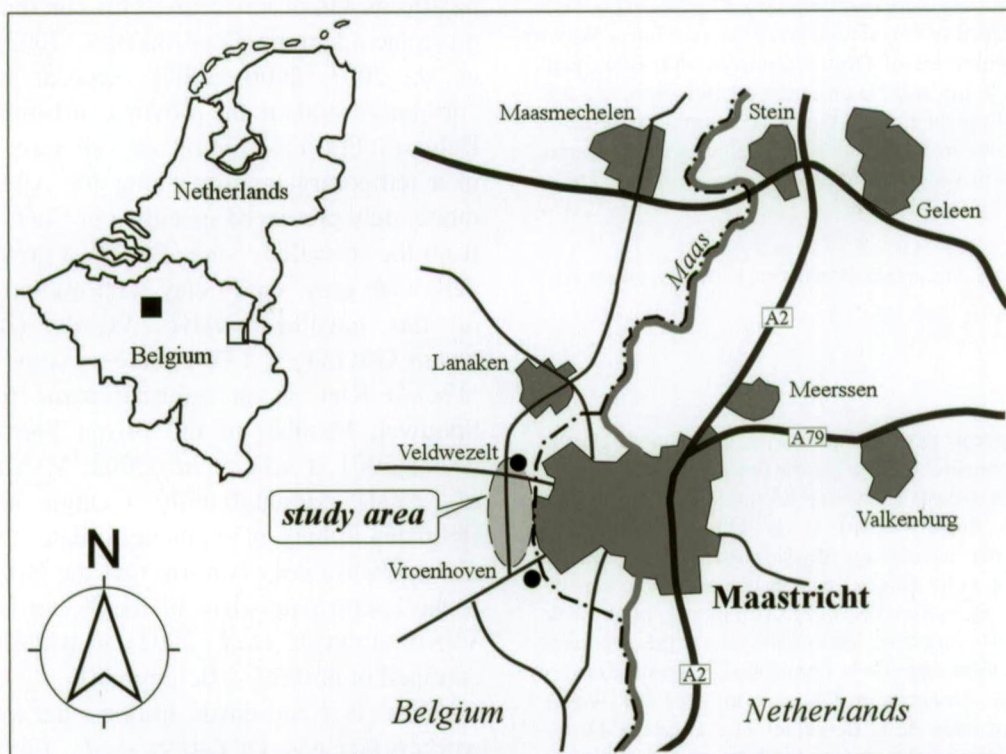 Netherlands
Belgium
N
Maasmechelen
Stein
Geleen
Maas
A2
Lanaken
Meerssen
A79
Veldwezelt
study area
Valkenburg
Vroenhoven
Maastricht
A2
Belgium
Netherlands